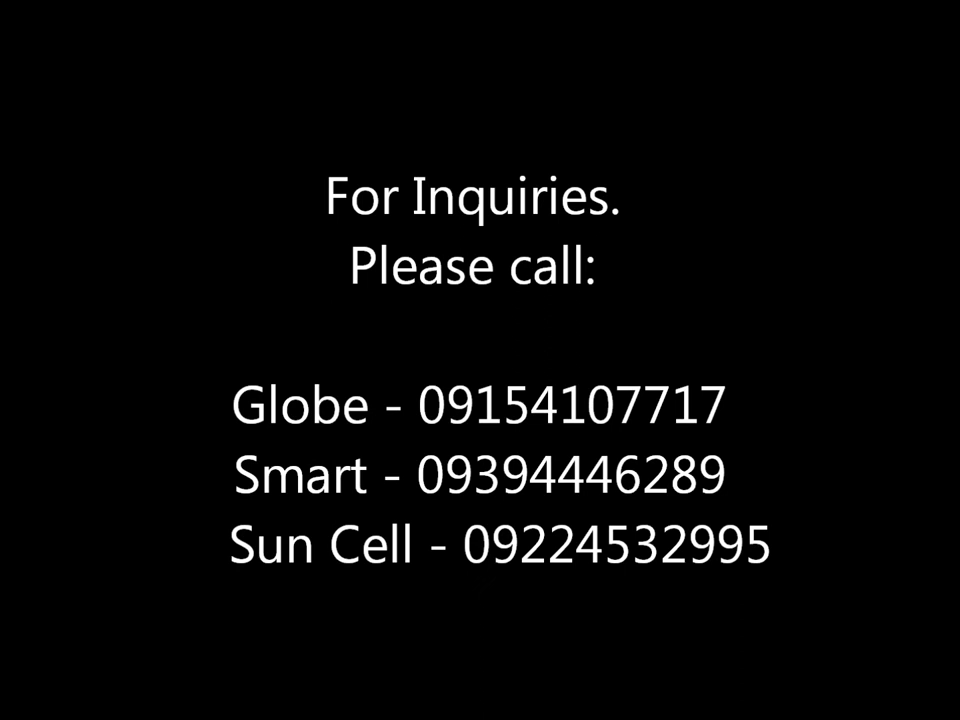 For Inquiries.
Please call:
Globe - 09154107717
Smart - 09394446289
Sun Cell - 09224532995